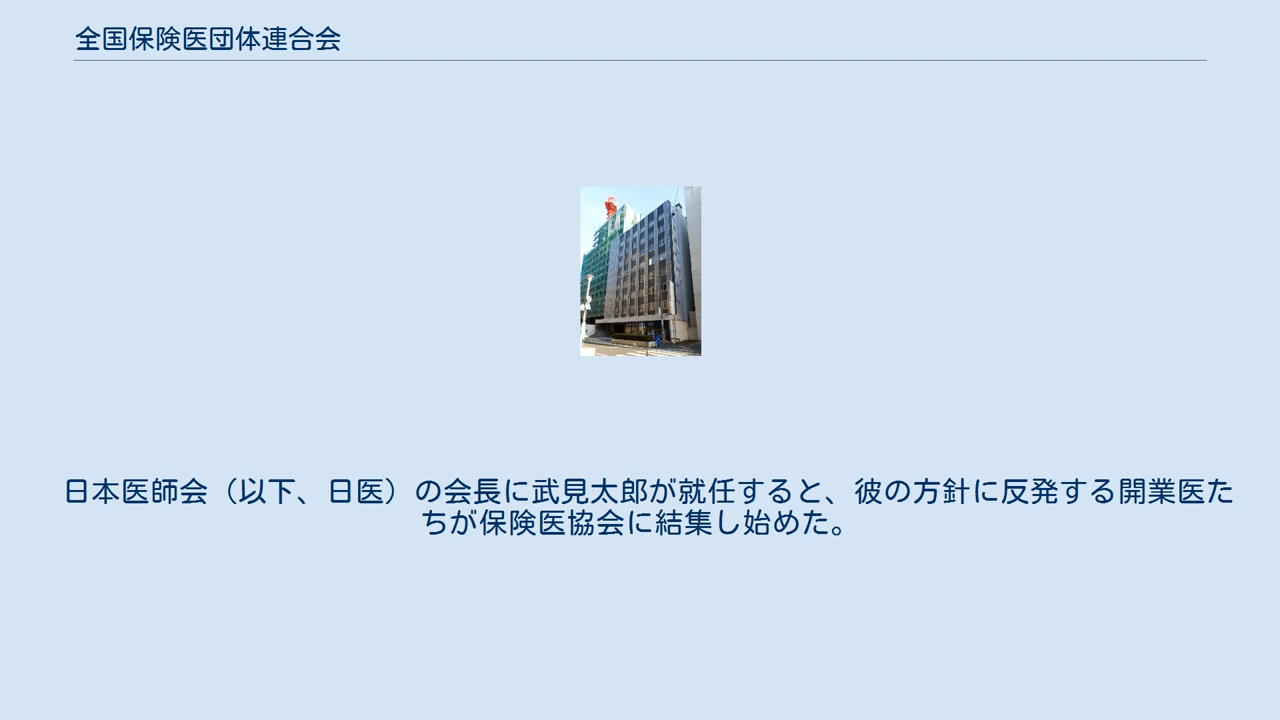 全国保険医団体連合会
日本医師会（以下、日医）の会長に武見太郎が就任すると、彼の方針に反発する開業医た
ちが保険医協会に結集し始めた。